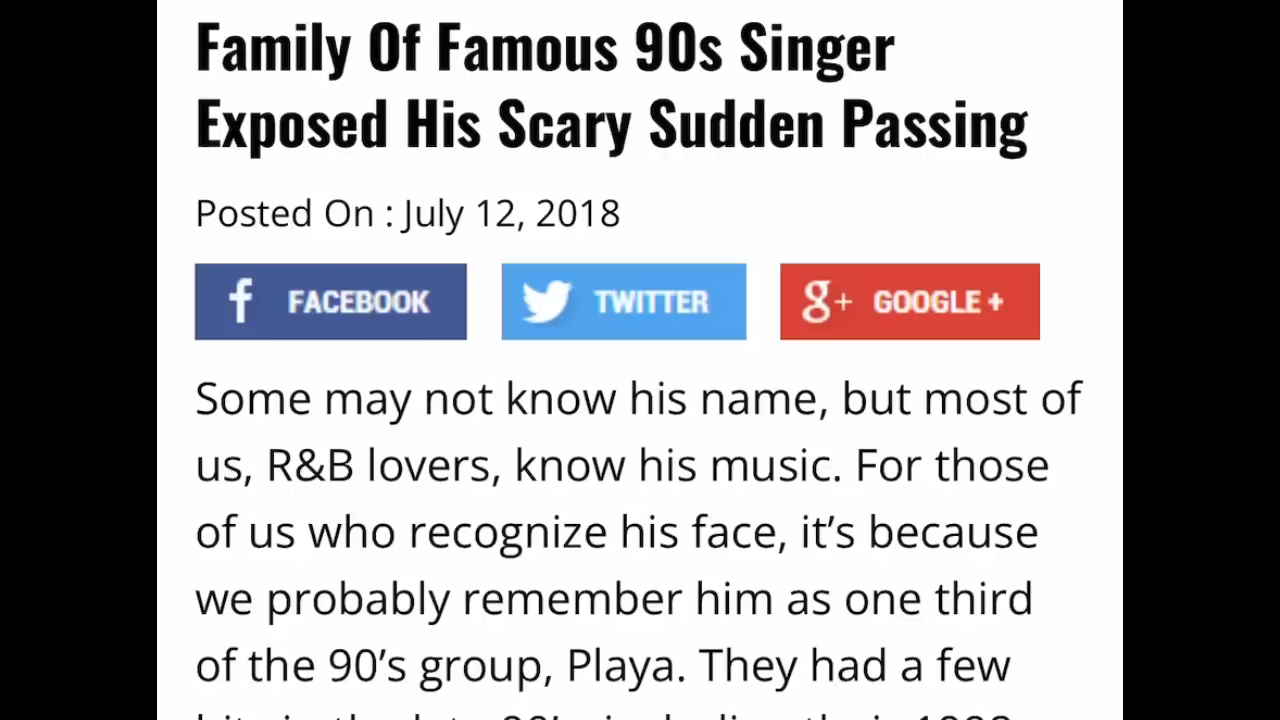 Family Of Famous 90s Singer
Exposed His Scary Sudden Passing
Posted On : July 12, 2018
f FACEBOOK TWITTER g+ GOOGLE +
Some may not know his name, but most of
us, R&B lovers, know his music. For those
of us who recognize his face, it’s because
we probably remember him as one third
of the 90’s group, Playa. They had a few